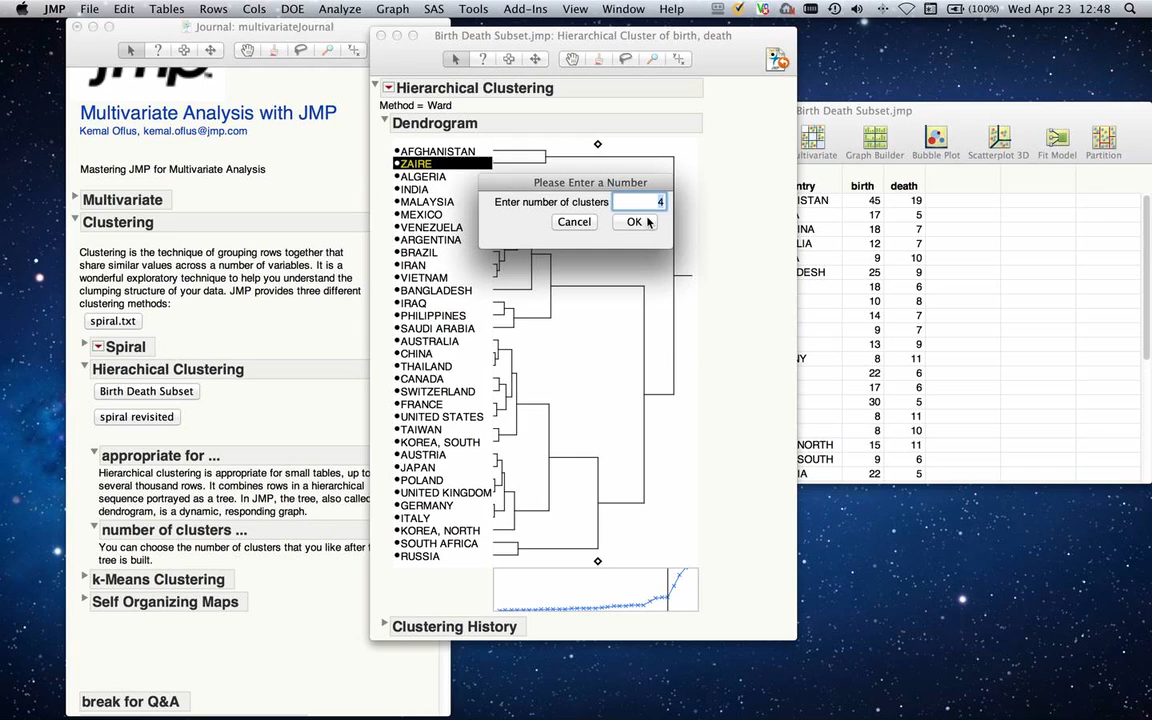 JMP File Edit Tables Rows Cols DOE Analyze Graph SAS Tools Add-Ins View Window Help (100%) Wed Apr 23 12:48
Journal: multivariateJournal
Multivariate Analysis with JMP
Kemal Oflus, kemal.oflus@jmp.com
Mastering JMP for Multivariate Analysis
Multivariate
Clustering
Clustering is the technique of grouping rows together that
share similar values across a number of variables. It is a
wonderful exploratory technique to help you understand the
clumping structure of your data. JMP provides three different
clustering methods:
spiral.txt
Spiral
Hierachical Clustering
Birth Death Subset
spiral revisited
appropriate for ...
Hierarchical clustering is appropriate for small tables, up to
several thousand rows. It combines rows in a hierarchical
sequence portrayed as a tree. In JMP, the tree, also called
dendrogram, is a dynamic, responding graph.
number of clusters ...
You can choose the number of clusters that you like after t
tree is built.
k-Means Clustering
Self Organizing Maps
break for Q&A
Birth Death Subset.jmp: Hierarchical Cluster of birth, death
Hierarchical Clustering
Method = Ward
Dendrogram
AFGHANISTAN
ZAIRE
ALGERIA
INDIA
MALAYSIA
MEXICO
VENEZUELA
ARGENTINA
BRAZIL
IRAN
VIETNAM
BANGLADESH
IRAQ
PHILIPPINES
SAUDI ARABIA
AUSTRALIA
CHINA
THAILAND
CANADA
SWITZERLAND
FRANCE
UNITED STATES
TAIWAN
KOREA, SOUTH
AUSTRIA
JAPAN
POLAND
UNITED KINGDOM
GERMANY
ITALY
KOREA, NORTH
SOUTH AFRICA
RUSSIA
Clustering History
Please Enter a Number
Enter number of clusters 4
Cancel OK
Birth Death Subset.jmp
ultivariate Graph Builder Bubble Plot Scatterplot 3D Fit Model Partition
ntry birth death
ISTAN 45 19
A 17 5
INA 18 7
LIA 12 7
A 9 10
DESH 25 9
18 6
10 8
14 7
9 7
13 9
NY 8 11
22 6
17 6
30 5
8 11
8 10
NORTH 15 11
SOUTH 9 6
IA 22 5